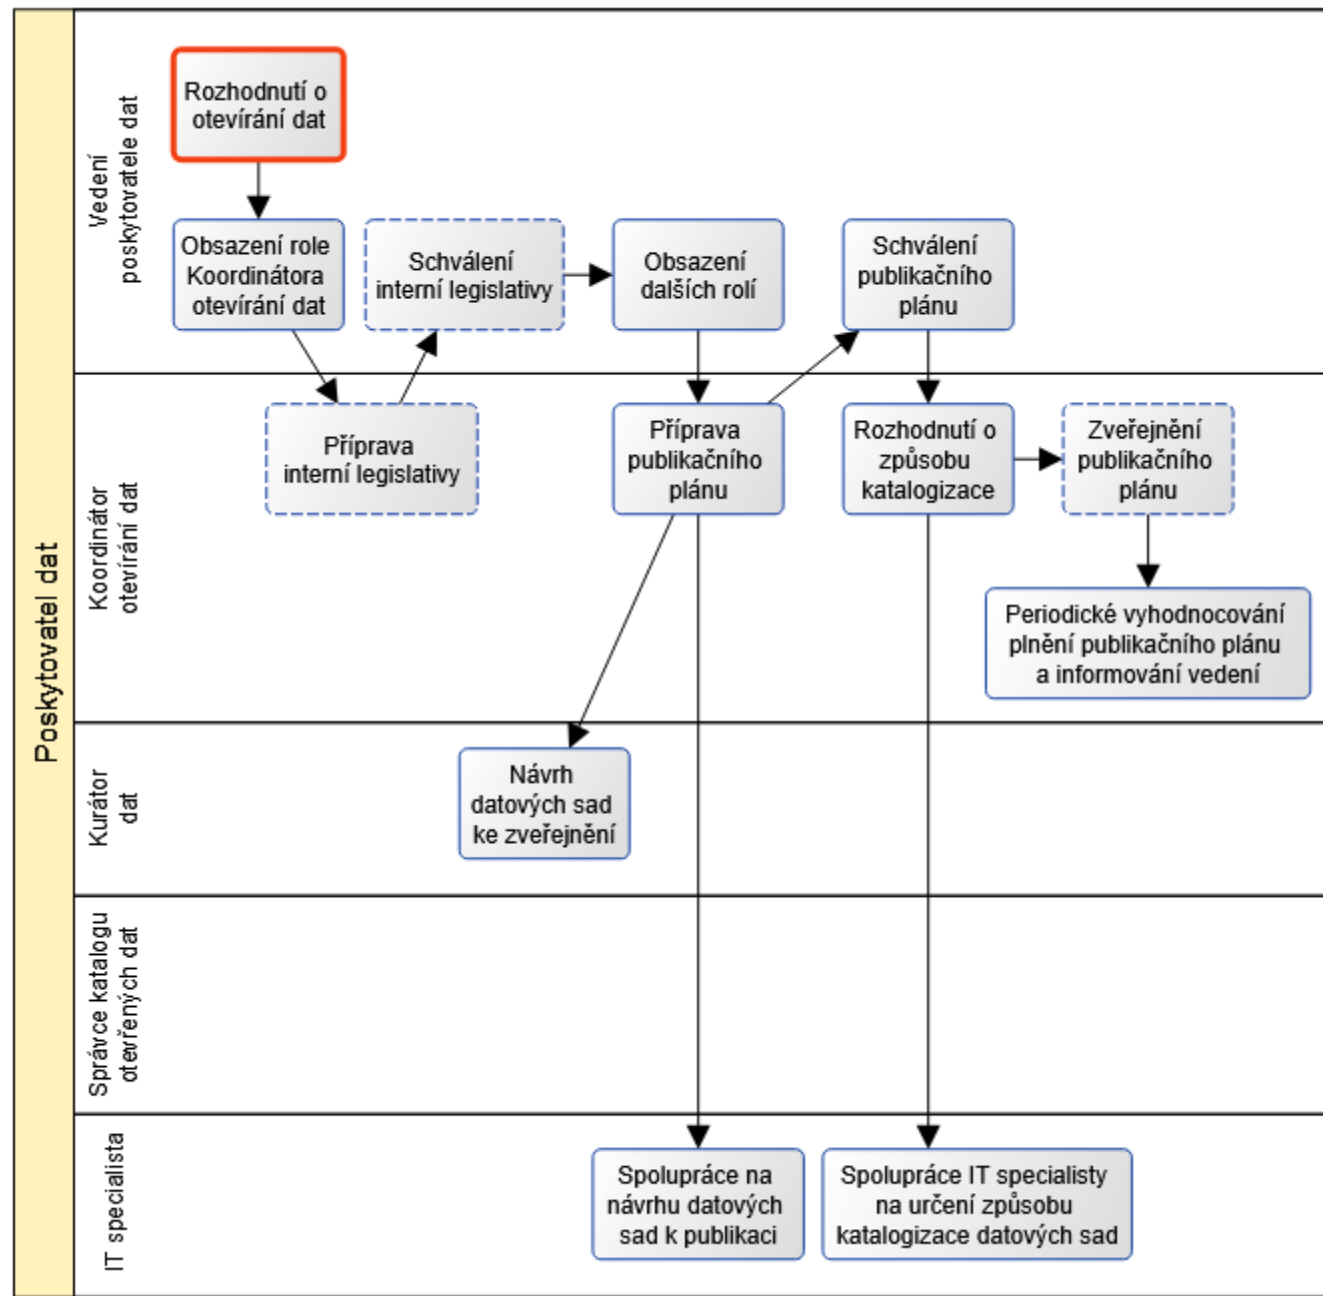 Poskytovatel dat
Vedení
poskytovatele dat
Rozhodnutí o
otevírání dat
Obsazení role
Koordinátora
otevírání dat
Schválení
interní legislativy
Obsazení
dalších rolí
Schválení
publikačního
plánu
Koordinátor
otevírání dat
Příprava
interní legislativy
Příprava
publikačního
plánu
Rozhodnutí o
způsobu
katalogizace
Zveřejnění
publikačního
plánu
Periodické vyhodnocování
plnění publikačního plánu
a informování vedení
Kurátor
dat
Návrh
datových sad
ke zveřejnění
Správce katalogu
otevřených dat
IT specialista
Spolupráce na
návrhu datových
sad k publikaci
Spolupráce IT specialisty
na určení způsobu
katalogizace datových sad